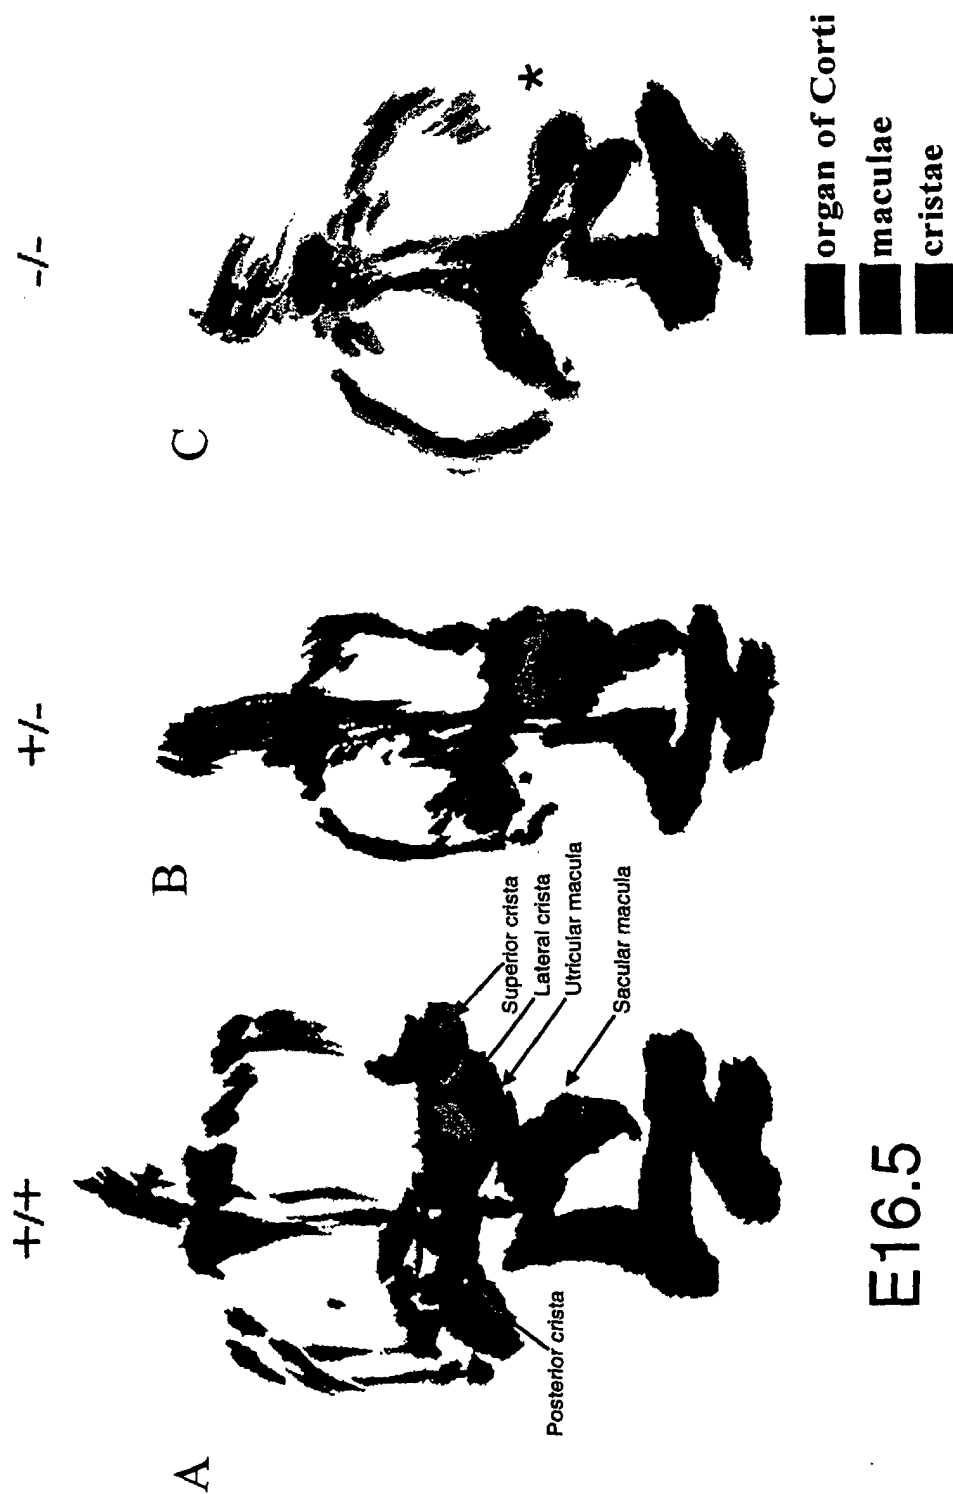 +/+
+/-
-/-
A
B
C
*
Superior crista
Lateral crista
Utricular macula
Sacular macula
Posterior crista
E16.5
organ of Corti
maculae
cristae